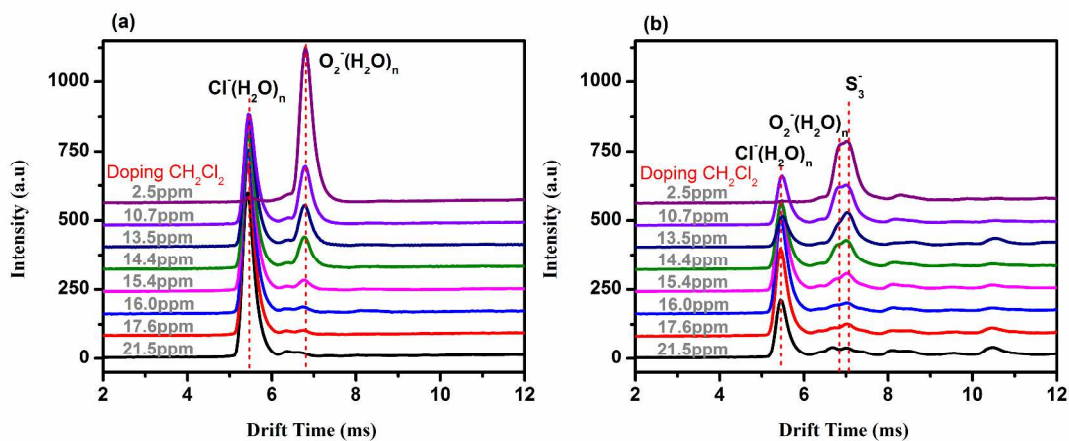 (a)
Cl⁻(H₂O)ₙ
O₂⁻(H₂O)ₙ
Doping CH₂Cl₂
2.5ppm
10.7ppm
13.5ppm
14.4ppm
15.4ppm
16.0ppm
17.6ppm
21.5ppm
1000
750
500
250
0
Intensity (a.u)
2 4 6 8 10 12
Drift Time (ms)
(b)
S₃⁻
O₂⁻(H₂O)ₙ
Cl⁻(H₂O)ₙ
Doping CH₂Cl₂
2.5ppm
10.7ppm
13.5ppm
14.4ppm
15.4ppm
16.0ppm
17.6ppm
21.5ppm
1000
750
500
250
0
Intensity (a.u)
2 4 6 8 10 12
Drift Time (ms)